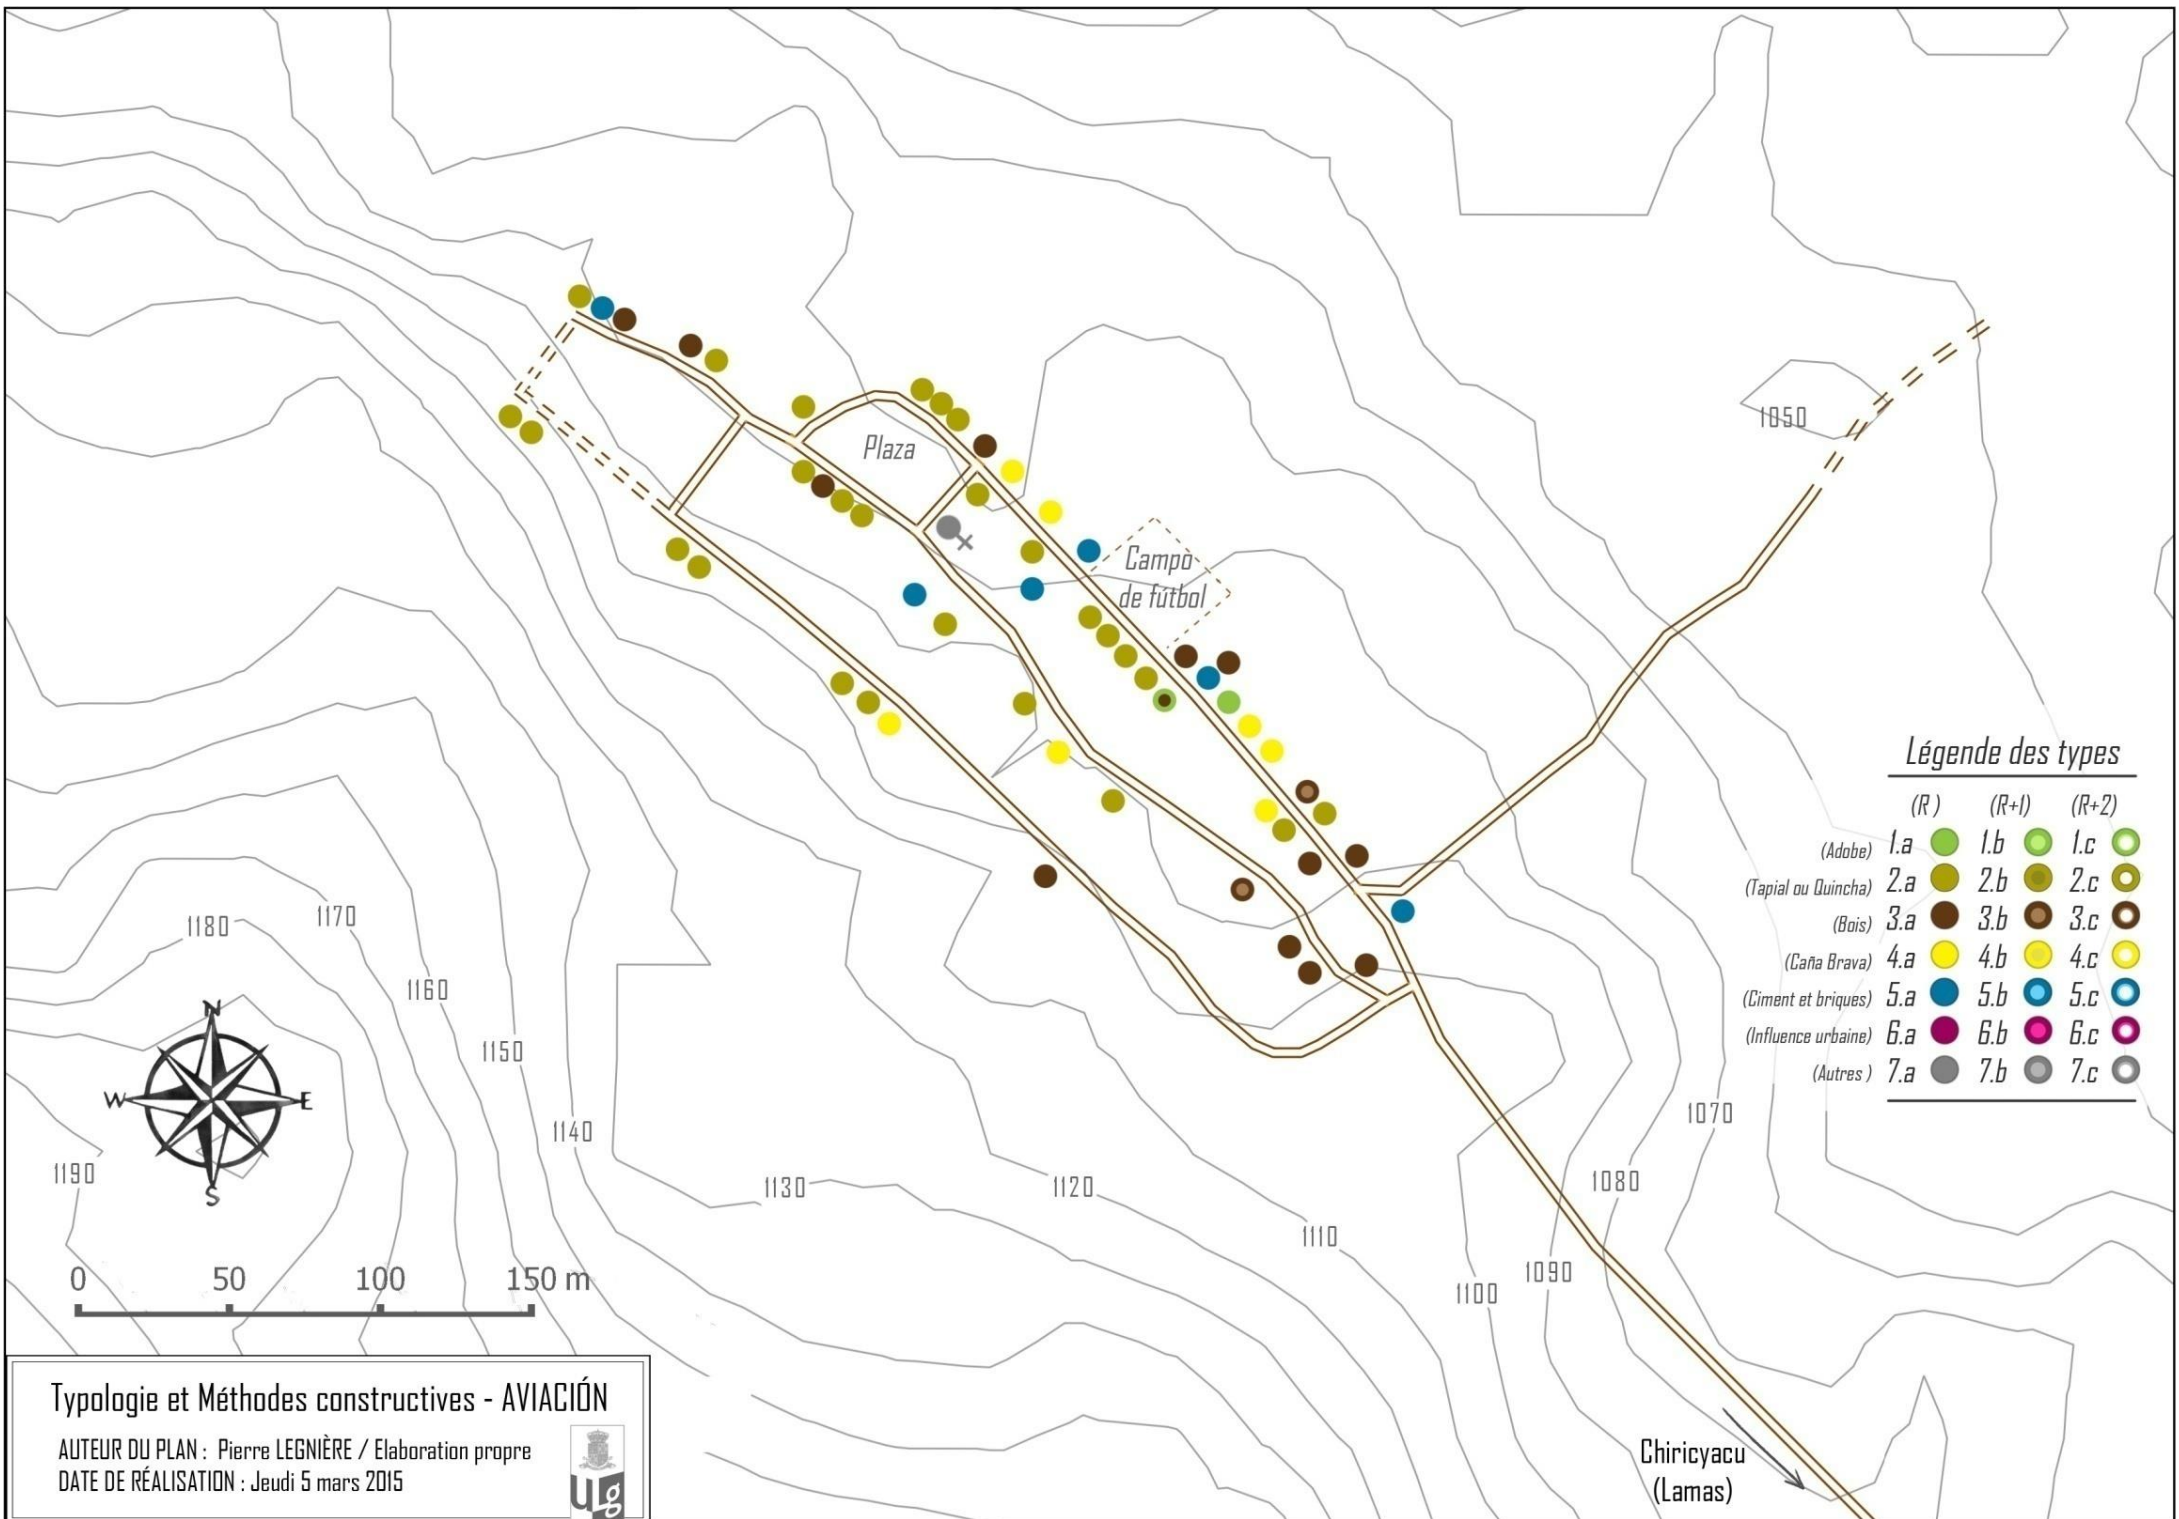 1050
Plaza
Campo
de fútbol
Légende des types
(R) (R+1) (R+2)
(Adobe) 1.a 1.b 1.c
(Tapial ou Quincha) 2.a 2.b 2.c
(Bois) 3.a 3.b 3.c
(Caña Brava) 4.a 4.b 4.c
(Ciment et briques) 5.a 5.b 5.c
(Influence urbaine) 6.a 6.b 6.c
(Autres) 7.a 7.b 7.c
1180
1170
1160
1150
1140
1190
1130
1120
1110
1100
1090
1080
1070
N
W E
S
0 50 100 150 m
Typologie et Méthodes constructives - AVIACIÓN
AUTEUR DU PLAN : Pierre LEGNIÈRE / Elaboration propre
DATE DE RÉALISATION : Jeudi 5 mars 2015
ULg
Chiricyacu
(Lamas)